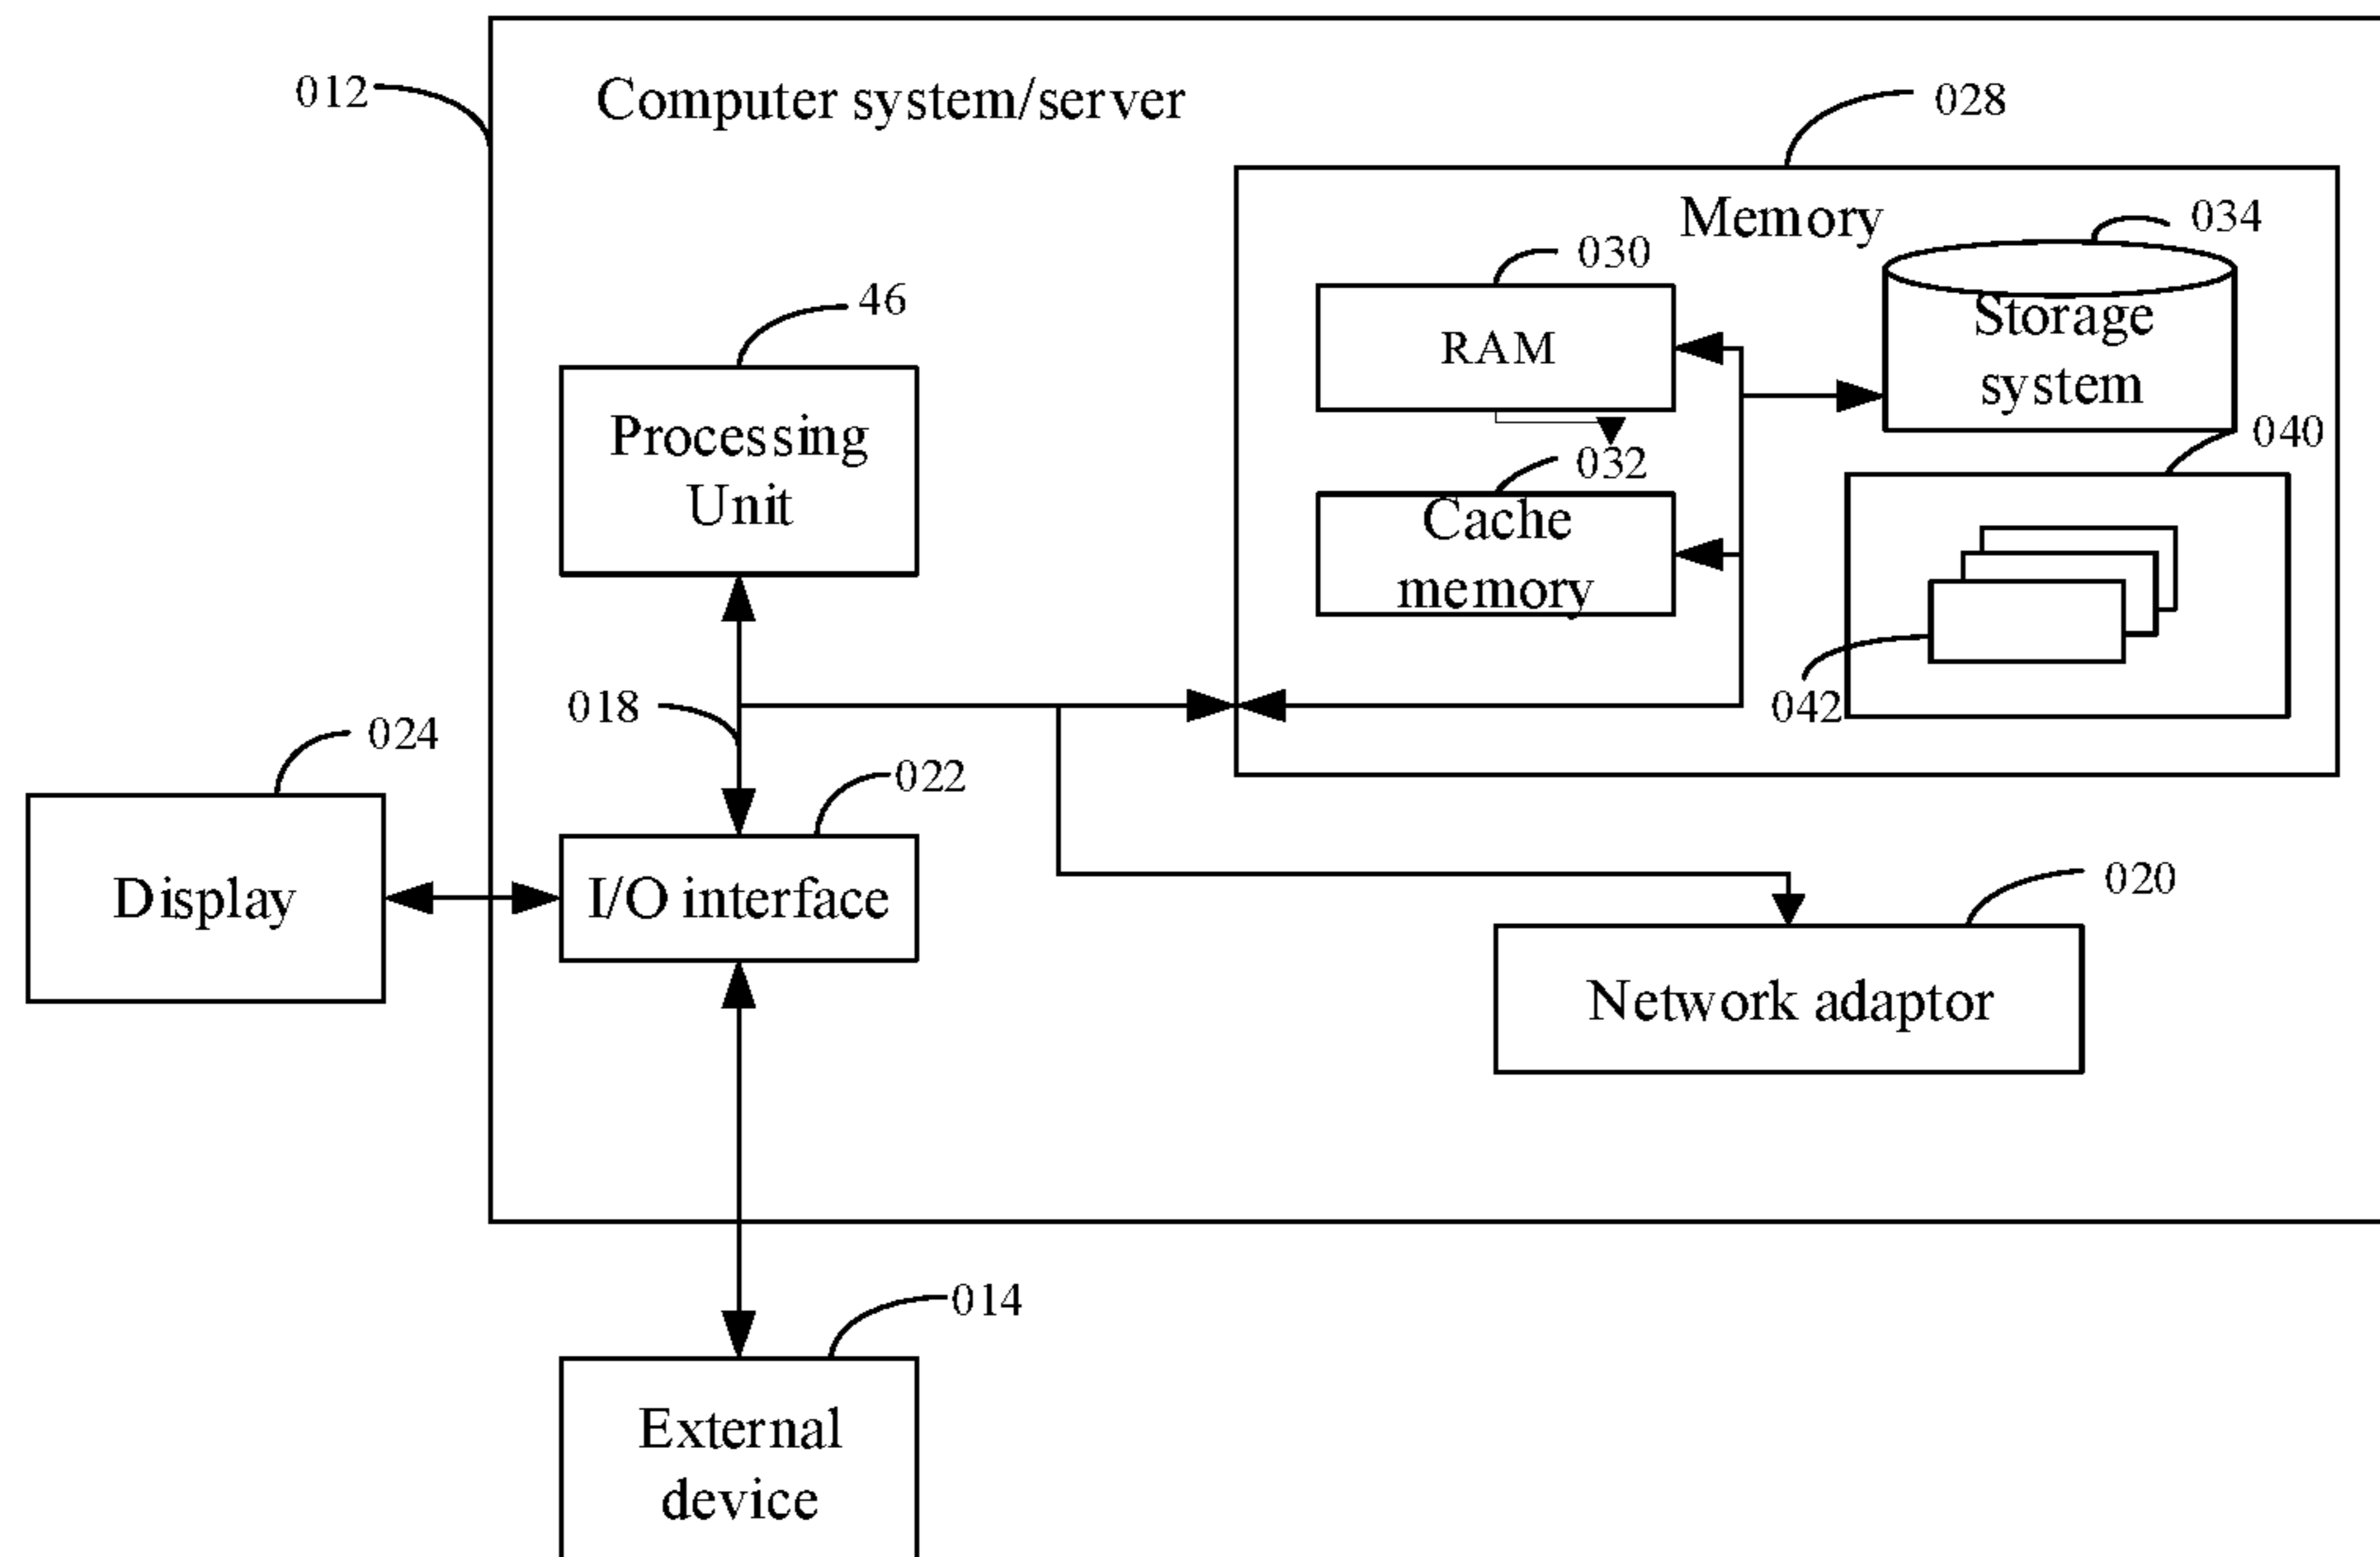 012
Computer system/server
028
Memory
034
030
RAM
Storage
system
46
Processing
Unit
040
032
Cache
memory
042
018
024
022
Display
I/O interface
020
Network adaptor
014
External
device